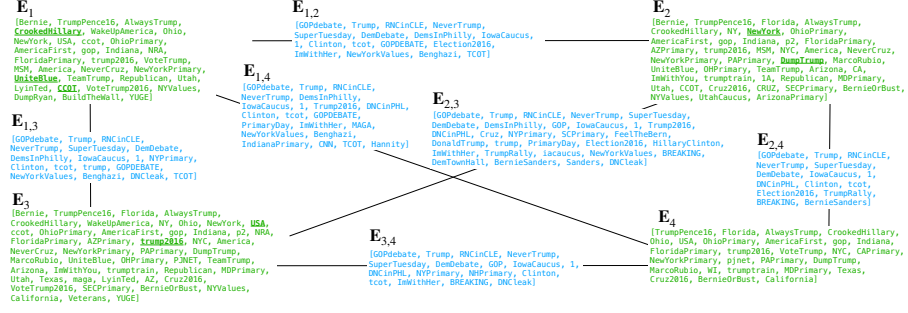 E1
[Bernie, TrumpPence16, AlwaysTrump,
CrookedHillary, WakeUpAmerica, Ohio,
NewYork, USA, ccot, OhioPrimary,
AmericaFirst, gop, Indiana, NRA,
FloridaPrimary, trump2016, VoteTrump,
MSM, America, NeverCruz, NewYorkPrimary,
UniteBlue, TeamTrump, Republican, Utah,
LyinTed, CCOT, VoteTrump2016, NYValues,
DumpRyan, BuildTheWall, YUGE]
E1,2
[GOPdebate, Trump, RNCinCLE, NeverTrump,
SuperTuesday, DemDebate, DemsInPhilly, IowaCaucus,
1, Clinton, tcot, GOPDEBATE, Election2016,
ImWithHer, NewYorkValues, Benghazi, TCOT]
E2
[Bernie, TrumpPence16, Florida, AlwaysTrump,
CrookedHillary, NY, NewYork, OhioPrimary,
AmericaFirst, gop, Indiana, p2, FloridaPrimary,
AZPrimary, trump2016, MSM, NYC, America, NeverCruz,
NewYorkPrimary, PAPrimary, DumpTrump, MarcoRubio,
UniteBlue, OHPrimary, TeamTrump, Arizona, CA,
ImWithYou, trumptrain, 1A, Republican, MDPrimary,
Utah, CCOT, Cruz2016, CRUZ, SECPrimary, BernieOrBust,
NYValues, UtahCaucus, ArizonaPrimary]
E1,4
[GOPdebate, Trump, RNCinCLE,
NeverTrump, DemsInPhilly,
IowaCaucus, 1, Trump2016, DNCinPHL,
Clinton, tcot, GOPDEBATE,
PrimaryDay, ImWithHer, MAGA,
NewYorkValues, Benghazi,
IndianaPrimary, CNN, TCOT, Hannity]
E2,3
[GOPdebate, Trump, RNCinCLE, NeverTrump, SuperTuesday,
DemDebate, DemsInPhilly, GOP, IowaCaucus, 1, Trump2016,
DNCinPHL, Cruz, NYPrimary, SCPrimary, FeelTheBern,
DonaldTrump, trump, PrimaryDay, Election2016, HillaryClinton,
ImWithHer, TrumpRally, iacaucus, NewYorkValues, BREAKING,
DemTownHall, BernieSanders, Sanders, DNCleak]
E1,3
[GOPdebate, Trump, RNCinCLE,
NeverTrump, SuperTuesday, DemDebate,
DemsInPhilly, IowaCaucus, 1, NYPrimary,
Clinton, tcot, trump, GOPDEBATE,
NewYorkValues, Benghazi, DNCleak, TCOT]
E2,4
[GOPdebate, Trump, RNCinCLE,
NeverTrump, SuperTuesday,
DemDebate, IowaCaucus, 1,
DNCinPHL, Clinton, tcot,
Election2016, TrumpRally,
BREAKING, BernieSanders]
E3
[Bernie, TrumpPence16, Florida, AlwaysTrump,
CrookedHillary, WakeUpAmerica, NY, Ohio, NewYork, USA,
ccot, OhioPrimary, AmericaFirst, gop, Indiana, p2, NRA,
FloridaPrimary, AZPrimary, trump2016, NYC, America,
NeverCruz, NewYorkPrimary, PAPrimary, DumpTrump,
MarcoRubio, UniteBlue, OHPrimary, PJNET, TeamTrump,
Arizona, ImWithYou, trumptrain, Republican, MDPrimary,
Utah, Texas, maga, LyinTed, AZ, Cruz2016,
VoteTrump2016, SECPrimary, BernieOrBust, NYValues,
California, Veterans, YUGE]
E3,4
[GOPdebate, Trump, RNCinCLE, NeverTrump,
SuperTuesday, DemDebate, GOP, IowaCaucus, 1,
DNCinPHL, NYPrimary, NHPrimary, Clinton,
tcot, ImWithHer, BREAKING, DNCleak]
E4
[TrumpPence16, Florida, AlwaysTrump, CrookedHillary,
Ohio, USA, OhioPrimary, AmericaFirst, gop, Indiana,
FloridaPrimary, trump2016, VoteTrump, NYC, CAPrimary,
NewYorkPrimary, pjnet, PAPrimary, DumpTrump,
MarcoRubio, WI, trumptrain, MDPrimary, Texas,
Cruz2016, BernieOrBust, California]